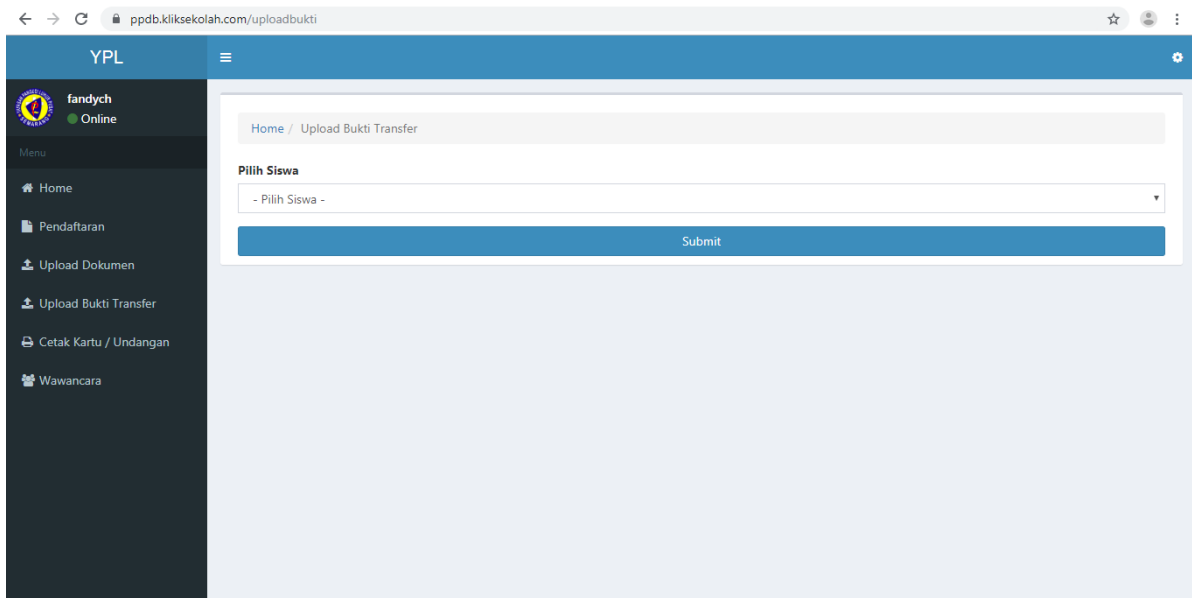 ppdb.kliksekolah.com/uploadbukti
YPL
fandych
Online
Menu
Home
Pendaftaran
Upload Dokumen
Upload Bukti Transfer
Cetak Kartu / Undangan
Wawancara
Home / Upload Bukti Transfer
Pilih Siswa
- Pilih Siswa -
Submit